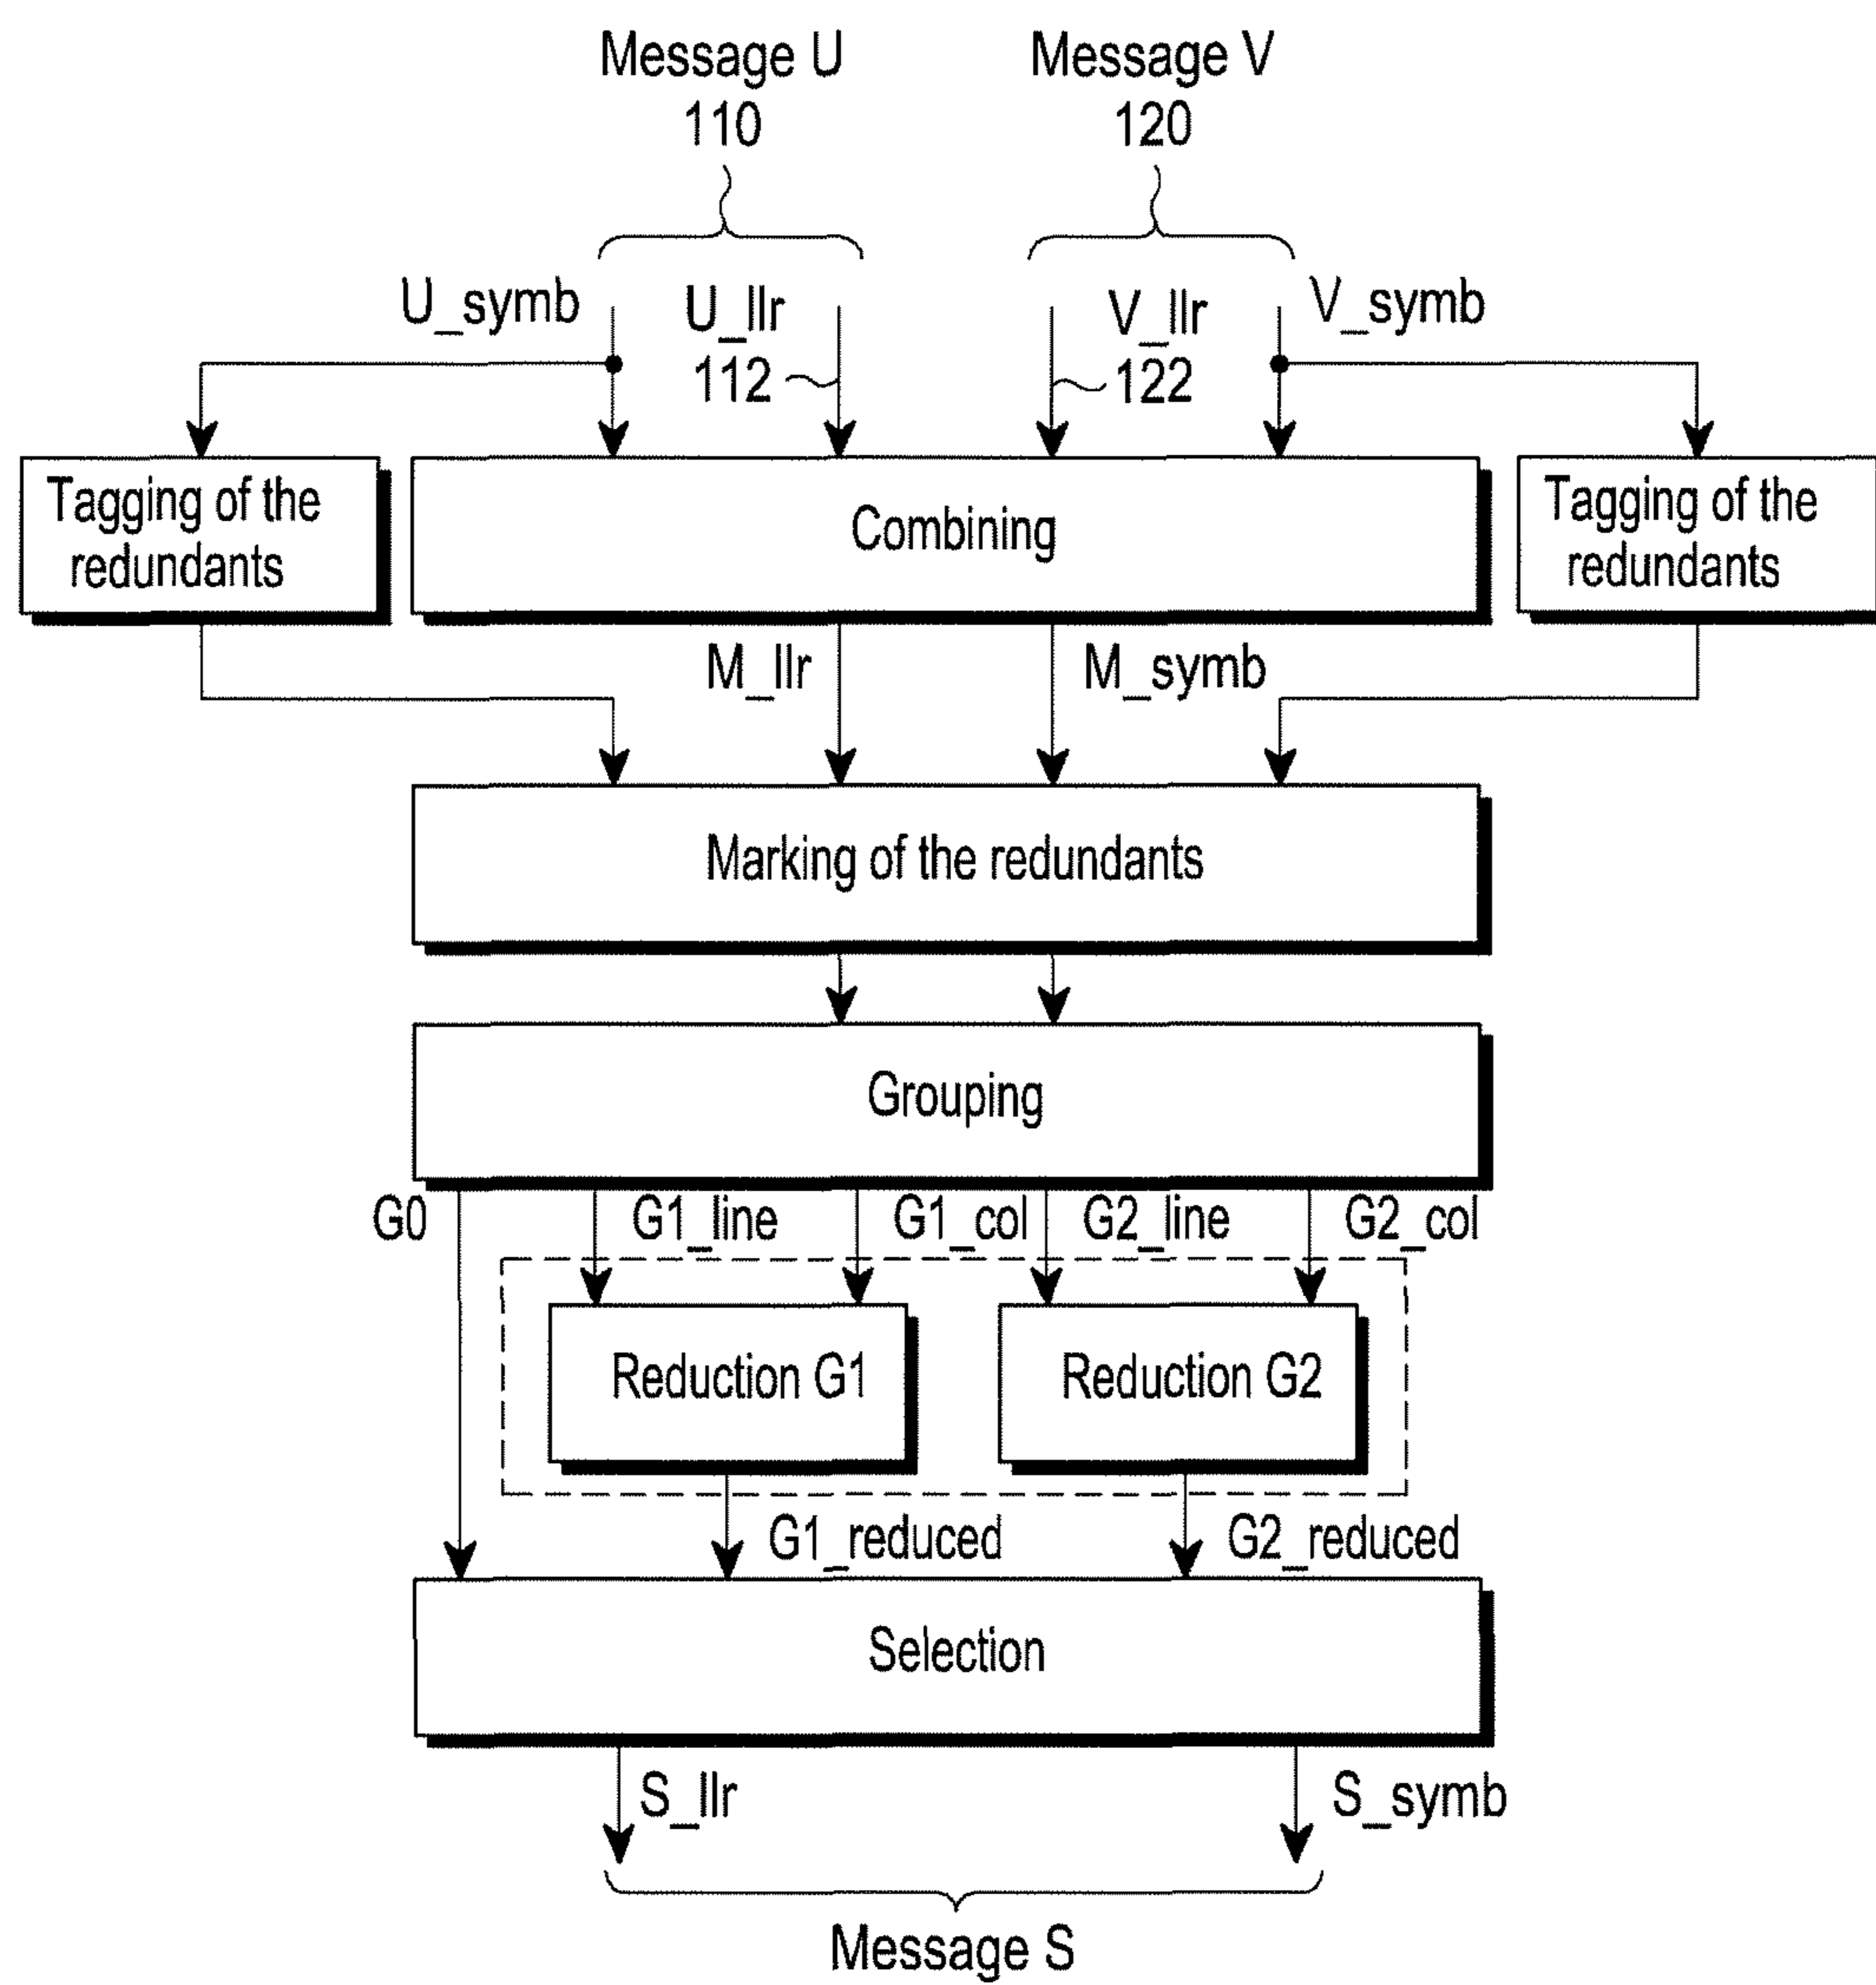 Message U
Message V
110
120
U_symb
U_llr
V_llr
V_symb
112
122
Tagging of the
redundants
Combining
Tagging of the
redundants
M_llr
M_symb
Marking of the redundants
Grouping
G0
G1_line
G1_col
G2_line
G2_col
Reduction G1
Reduction G2
G1_reduced
G2_reduced
Selection
S_llr
S_symb
Message S